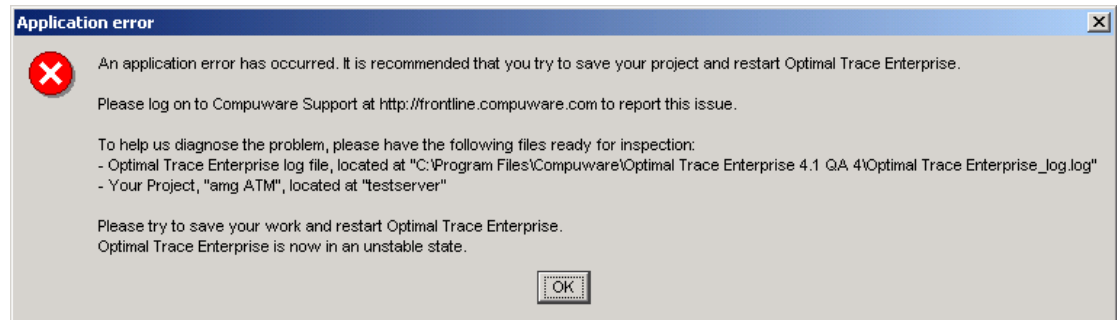 Application error
An application error has occurred. It is recommended that you try to save your project and restart Optimal Trace Enterprise.
Please log on to Compuware Support at http://frontline.compuware.com to report this issue.
To help us diagnose the problem, please have the following files ready for inspection:
- Optimal Trace Enterprise log file, located at "C:\Program Files\Compuware\Optimal Trace Enterprise 4.1 QA 4\Optimal Trace Enterprise_log.log"
- Your Project, "amg ATM", located at "testserver"
Please try to save your work and restart Optimal Trace Enterprise.
Optimal Trace Enterprise is now in an unstable state.
OK